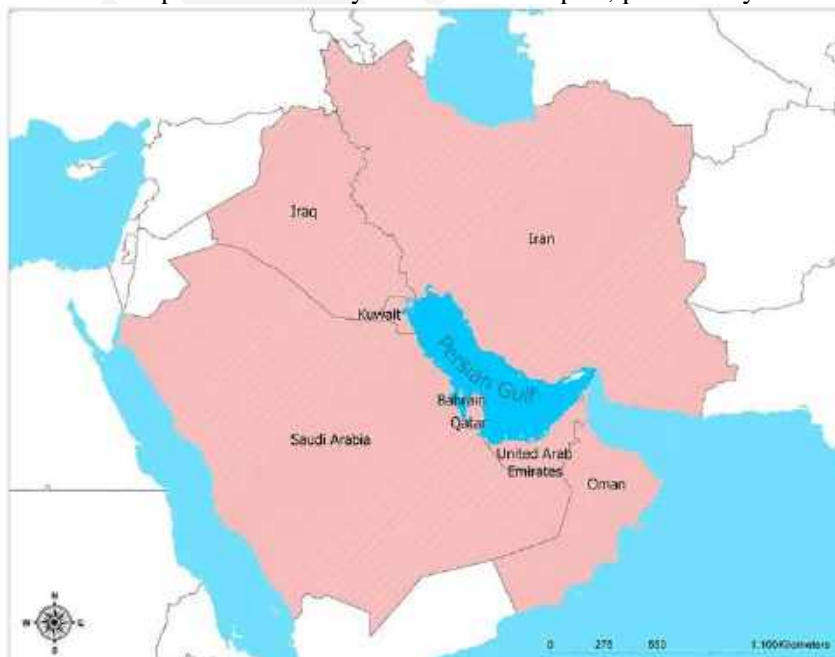 Iraq
Iran
Kuwait
Persian Gulf
Bahrain
Qatar
Saudi Arabia
United Arab
Emirates
Oman
N
W E
S
0 275 550 1.100 Kilometers